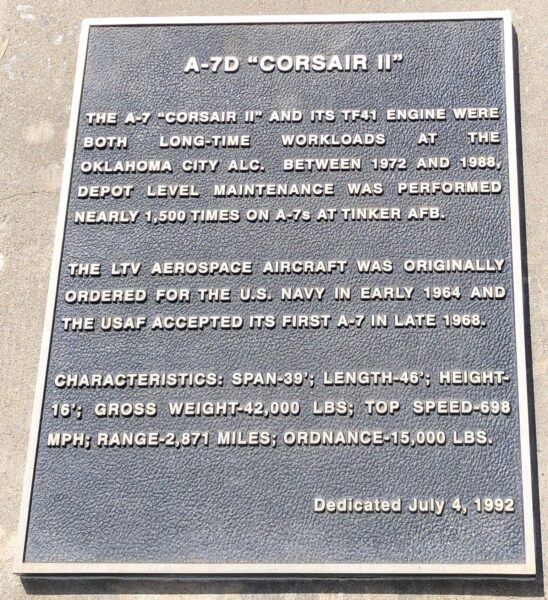 A-7D "CORSAIR II"
THE A-7 "CORSAIR II" AND ITS TF41 ENGINE WERE
BOTH LONG-TIME WORKLOADS AT THE
OKLAHOMA CITY ALC. BETWEEN 1972 AND 1988,
DEPOT LEVEL MAINTENANCE WAS PERFORMED
NEARLY 1,500 TIMES ON A-7s AT TINKER AFB.
THE LTV AEROSPACE AIRCRAFT WAS ORIGINALLY
ORDERED FOR THE U.S. NAVY IN EARLY 1964 AND
THE USAF ACCEPTED ITS FIRST A-7 IN LATE 1968.
CHARACTERISTICS: SPAN-39'; LENGTH-46'; HEIGHT-
16'; GROSS WEIGHT-42,000 LBS; TOP SPEED-698
MPH; RANGE-2,871 MILES; ORDNANCE-15,000 LBS.
Dedicated July 4, 1992